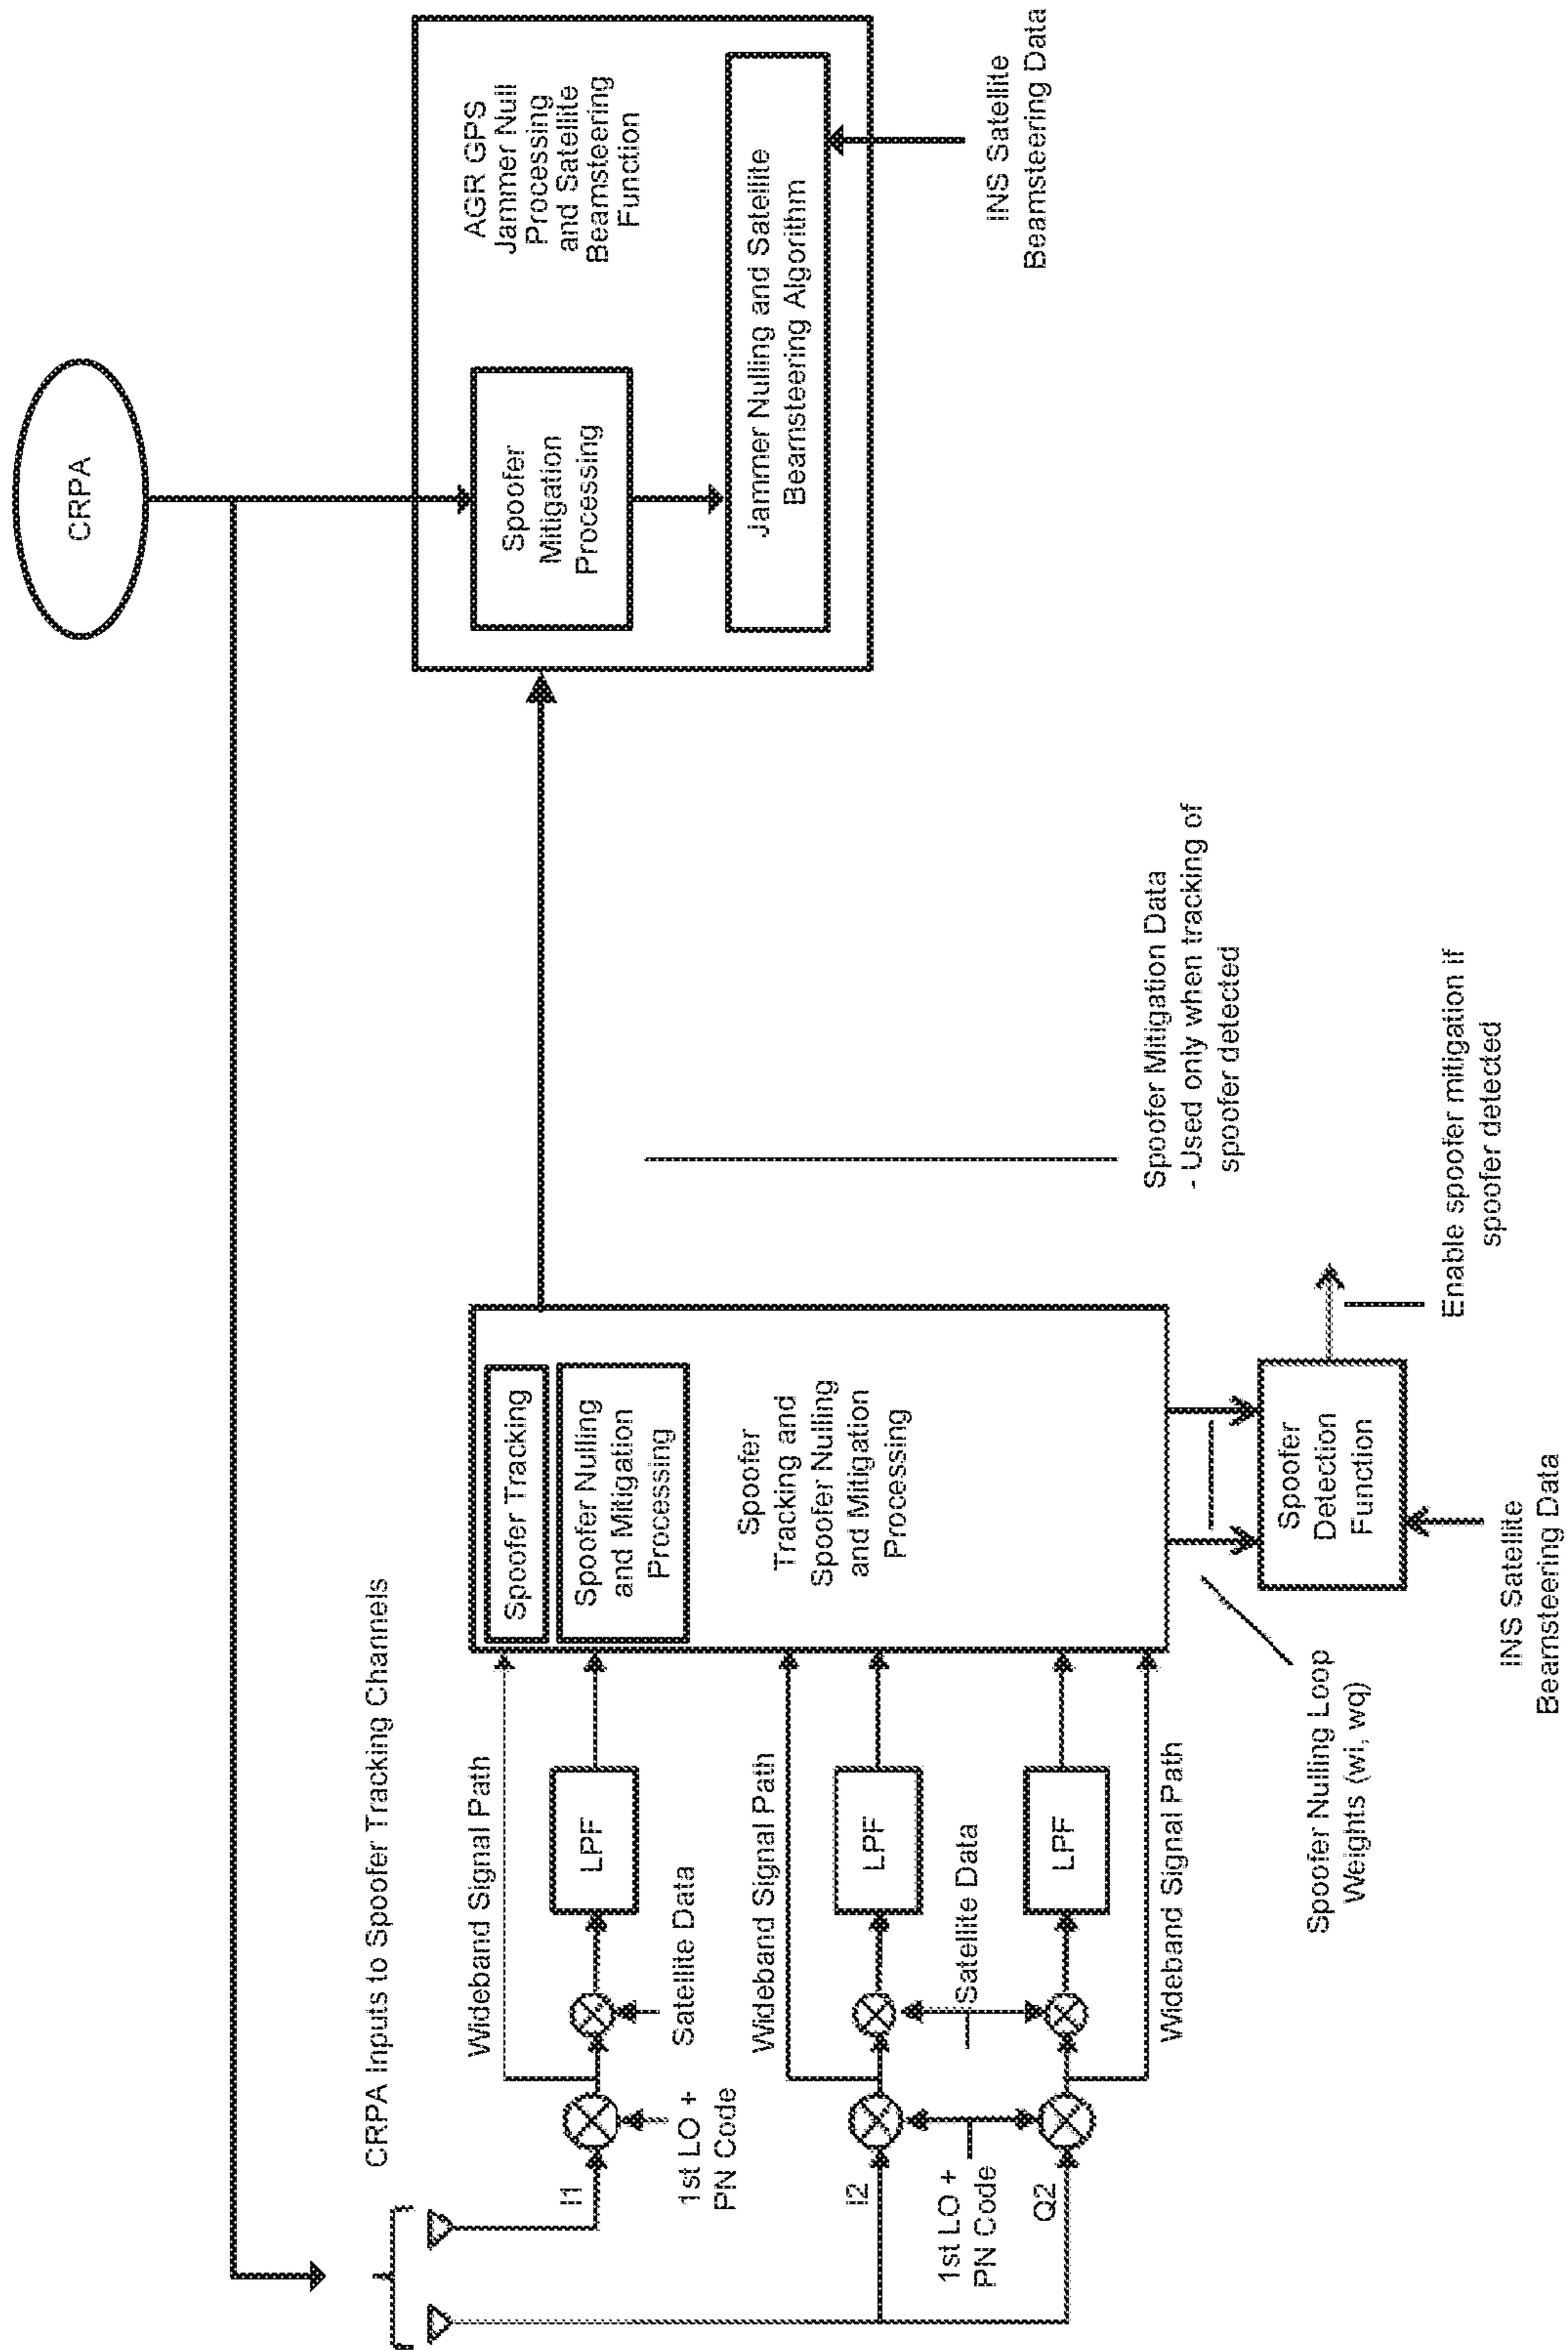 CRPA
AGR GPS
Jammer Null
Processing
and Satellite
Beamsteering
Function
Spoofer
Mitigation
Processing
Jammer Nulling and Satellite
Beamsteering Algorithm
INS Satellite
Beamsteering Data
CRPA Inputs to Spoofer Tracking Channels
I1
1st LO +
PN Code
Wideband Signal Path
Satellite Data
LPF
I2
Wideband Signal Path
LPF
1st LO +
PN Code
Satellite Data
Q2
LPF
Wideband Signal Path
Spoofer Tracking
Spoofer Nulling
and Mitigation
Processing
Spoofer
Tracking and
Spoofer Nulling
and Mitigation
Processing
Spoofer Mitigation Data
- Used only when tracking of
spoofer detected
Spoofer Nulling Loop
Weights (wi, wq)
Spoofer
Detection
Function
Enable spoofer mitigation if
spoofer detected
INS Satellite
Beamsteering Data